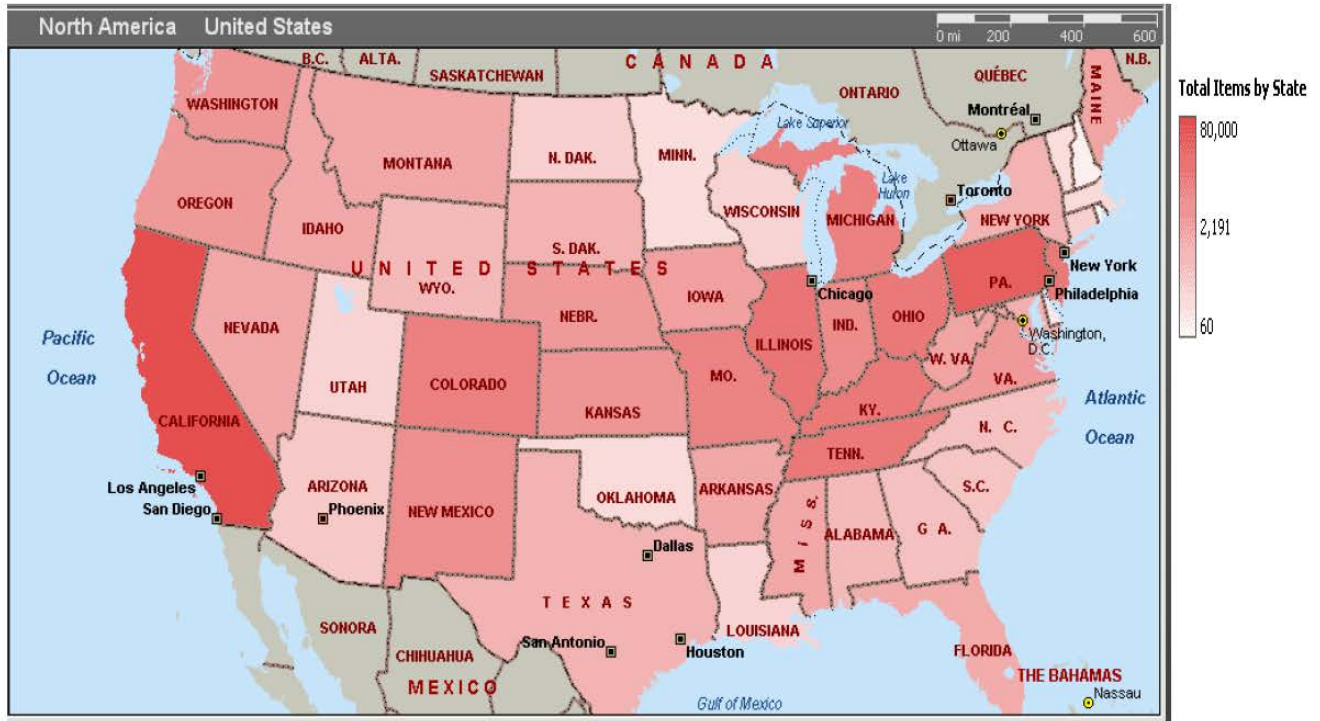 North America United States
0 mi 200 400 600
B.C. ALTA. SASKATCHEWAN
CANADA
ONTARIO
QUÉBEC
N.B.
MAINE
Montréal
Ottawa
Lake Superior
Lake Huron
Toronto
WASHINGTON
MONTANA
N. DAK.
MINN.
OREGON
IDAHO
WISCONSIN
MICHIGAN
NEW YORK
S. DAK.
UNITED STATES
WYO.
New York
Chicago
PA.
Philadelphia
IOWA
NEBR.
NEVADA
Pacific
Ocean
UTAH
COLORADO
ILLINOIS
IND.
OHIO
Washington,
D.C.
W. VA.
VA.
MO.
KANSAS
KY.
CALIFORNIA
Atlantic
Ocean
N. C.
TENN.
Los Angeles
San Diego
ARIZONA
Phoenix
NEW MEXICO
OKLAHOMA
ARKANSAS
S.C.
MISS.
ALABAMA
G A.
Dallas
TEXAS
SONORA
CHIHUAHUA
San Antonio
Houston
LOUISIANA
FLORIDA
THE BAHAMAS
Nassau
MEXICO
Gulf of Mexico
Total Items by State
80,000
2,191
60